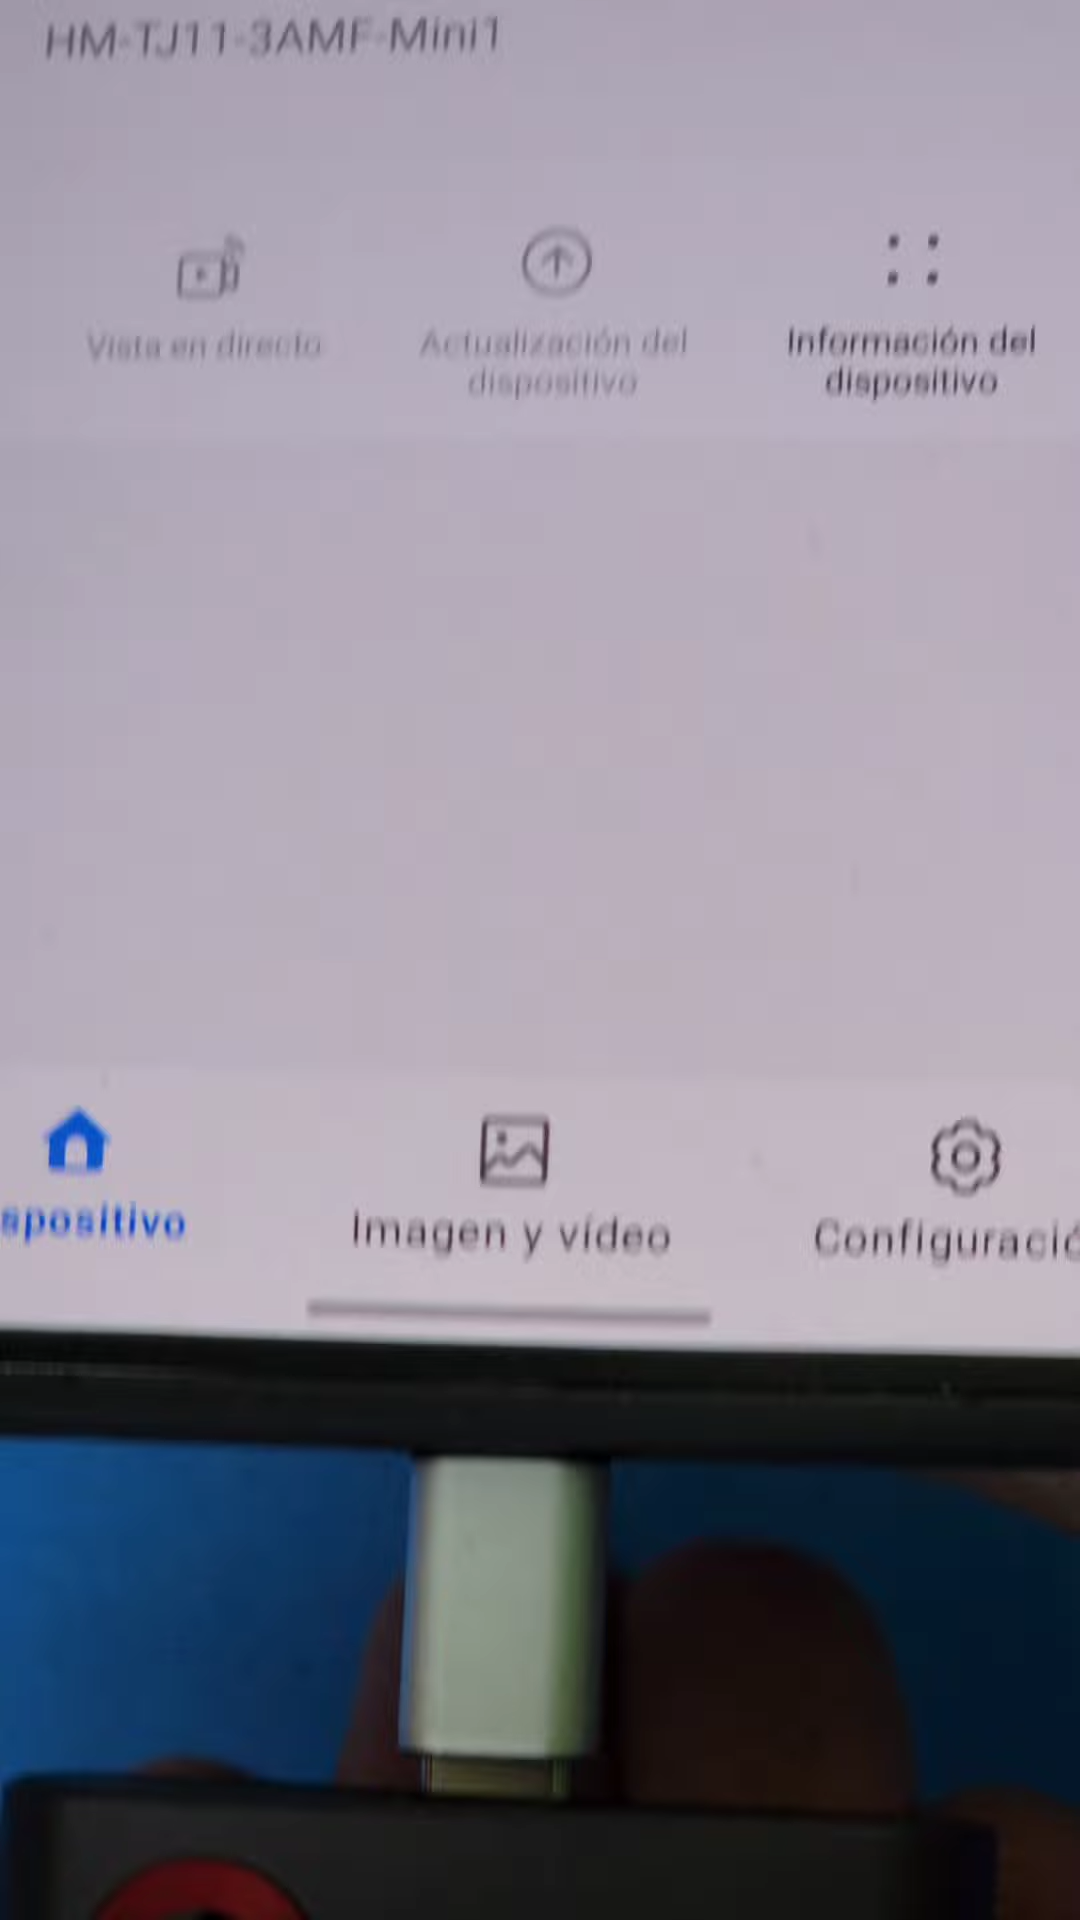 HM-TJ11-3AMF-Mini1
Vista en directo
Actualización del
dispositivo
Información del
dispositivo
spositivo
Imagen y vídeo
Configuració